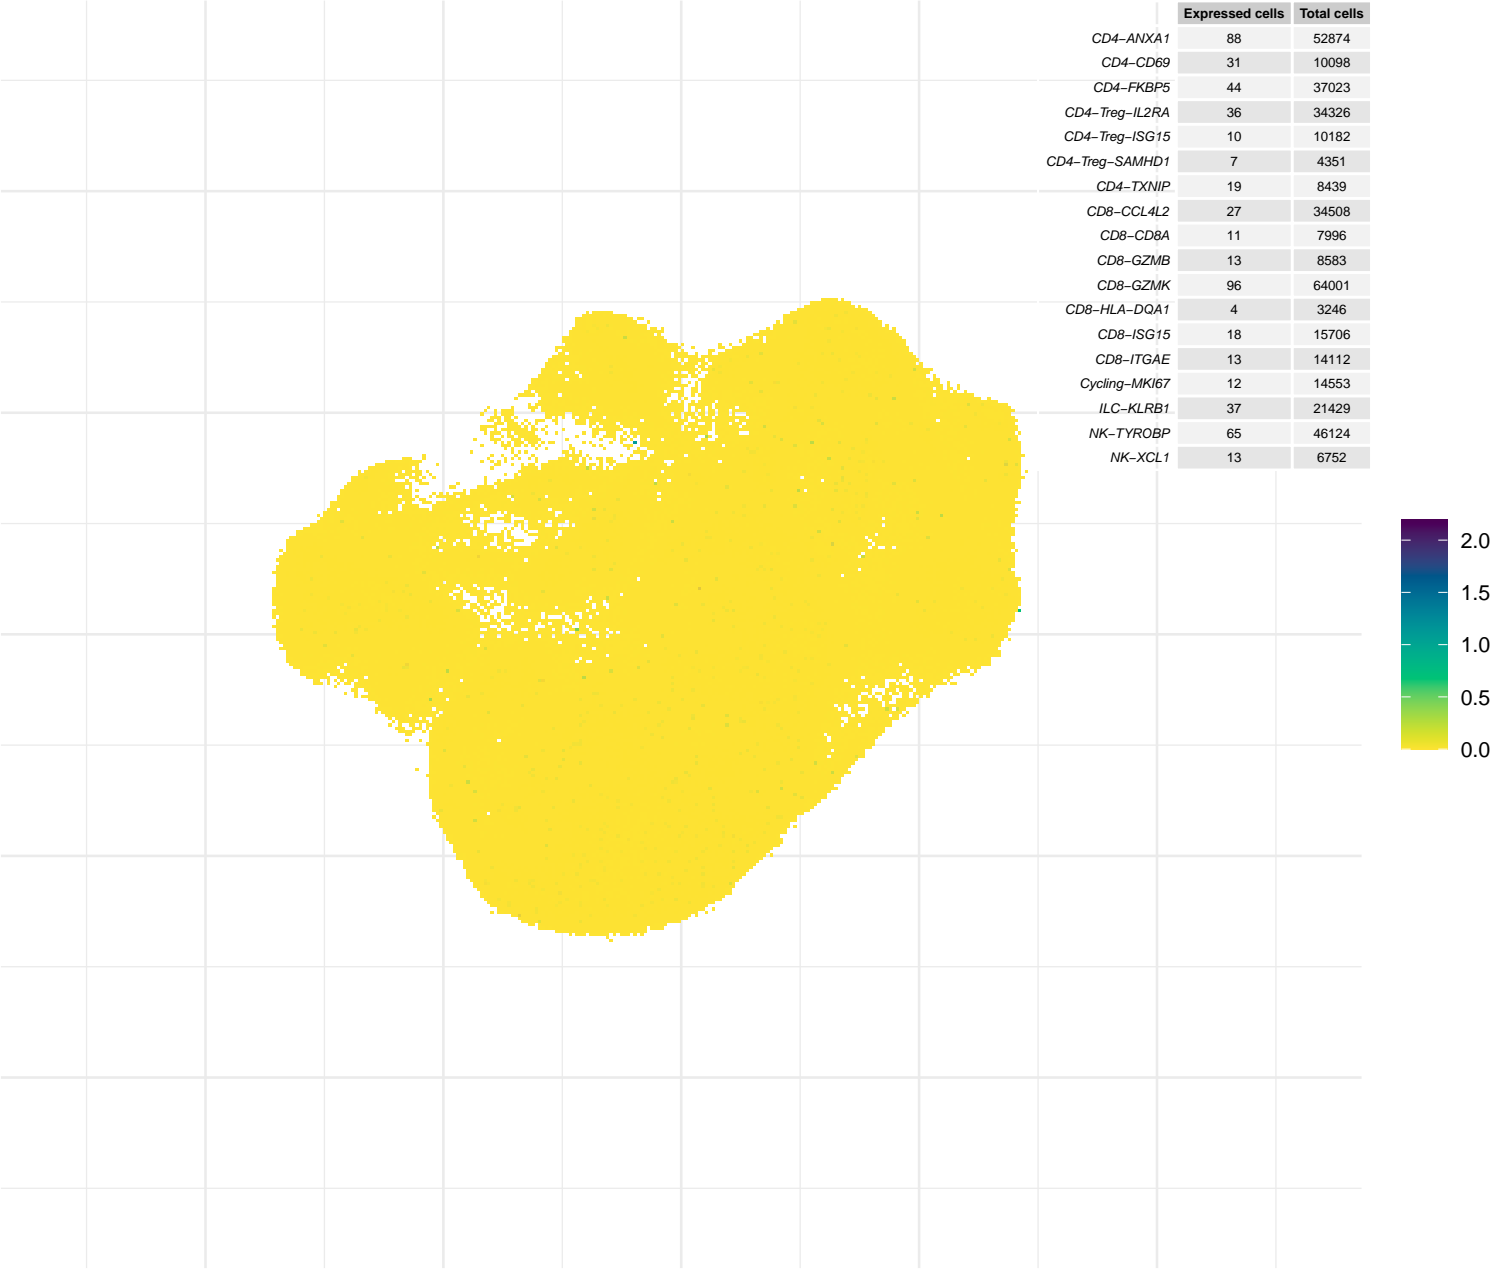 Expressed cells Total cells
CD4−ANXA1 88 52874
CD4−CD69 31 10098
CD4−FKBP5 44 37023
CD4−Treg−IL2RA 36 34326
CD4−Treg−ISG15 10 10182
CD4−Treg−SAMHD1 7 4351
CD4−TXNIP 19 8439
CD8−CCL4L2 27 34508
CD8−CD8A 11 7996
CD8−GZMB 13 8583
CD8−GZMK 96 64001
CD8−HLA−DQA1 4 3246
CD8−ISG15 18 15706
CD8−ITGAE 13 14112
Cycling−MKI67 12 14553
ILC−KLRB1 37 21429
NK−TYROBP 65 46124
NK−XCL1 13 6752
2.0
1.5
1.0
0.5
0.0